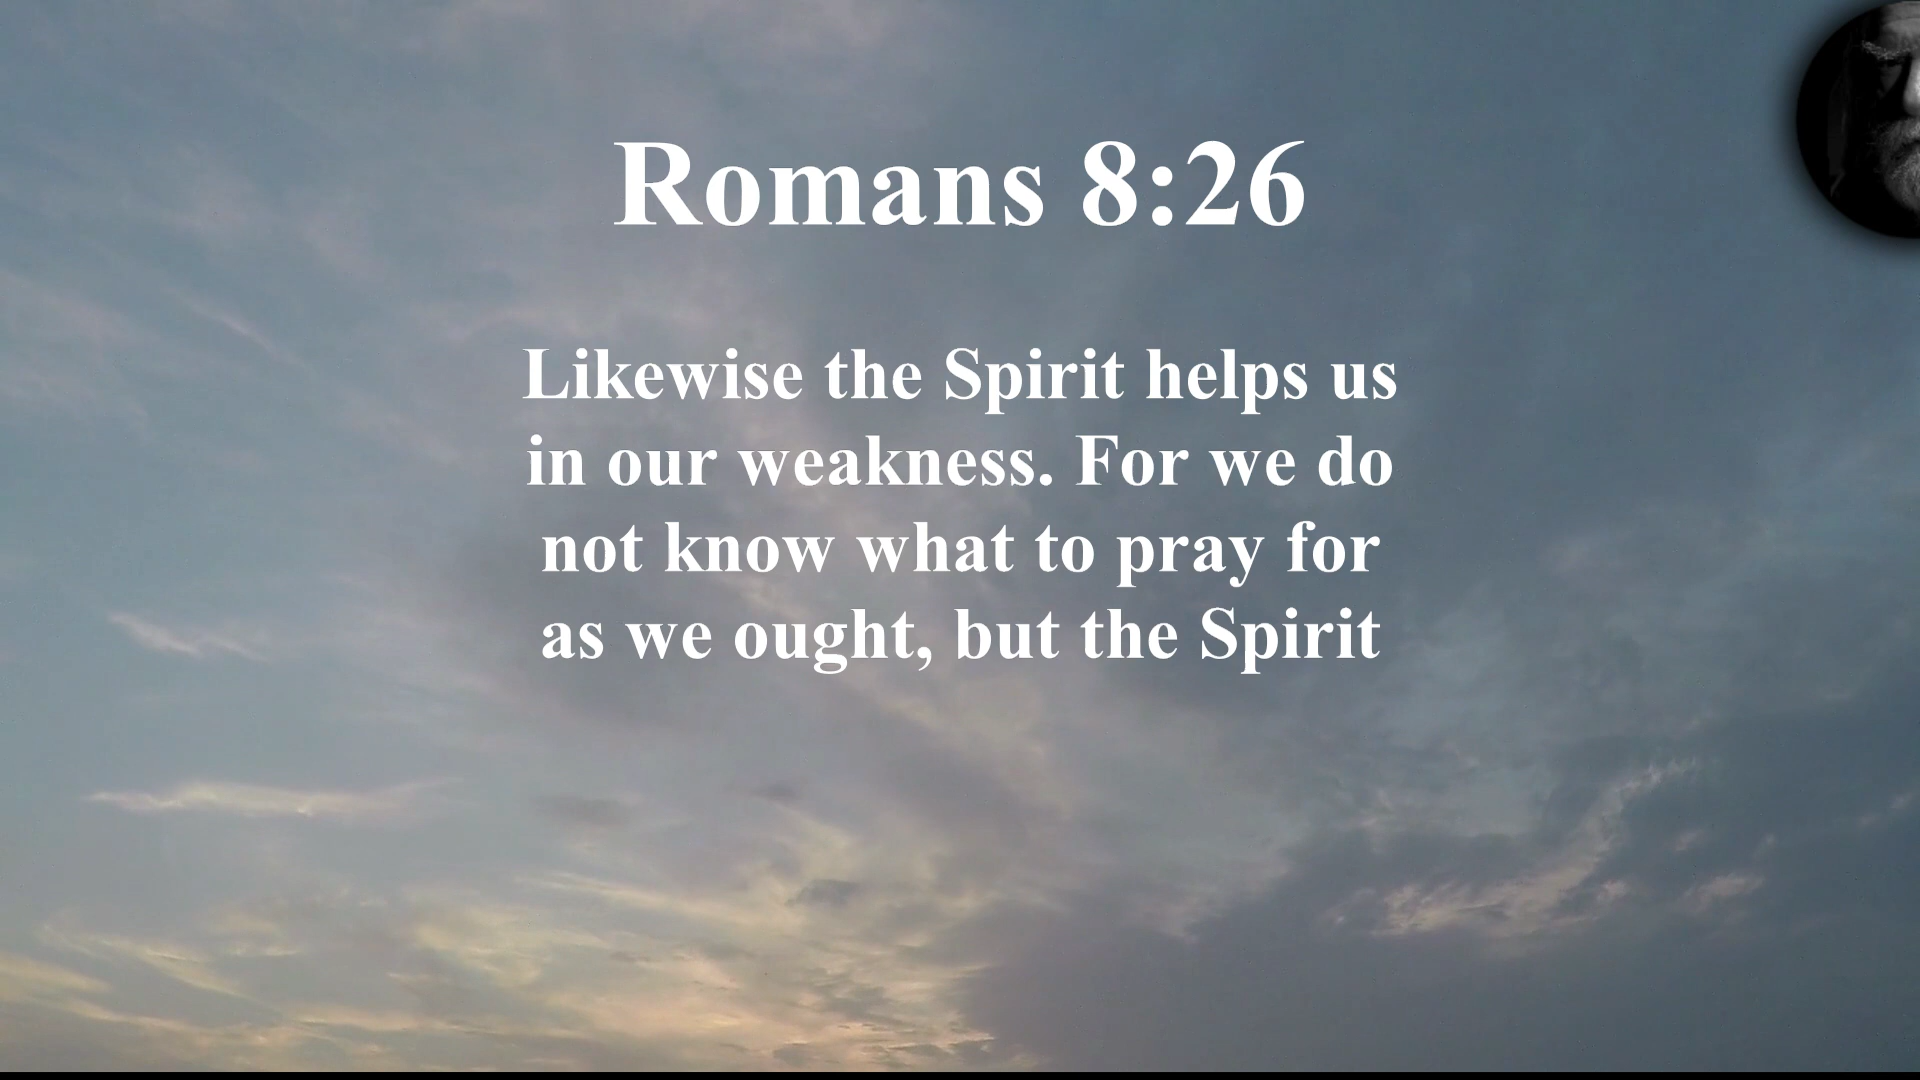 Romans 8:26
Likewise the Spirit helps us
in our weakness. For we do
not know what to pray for
as we ought, but the Spirit